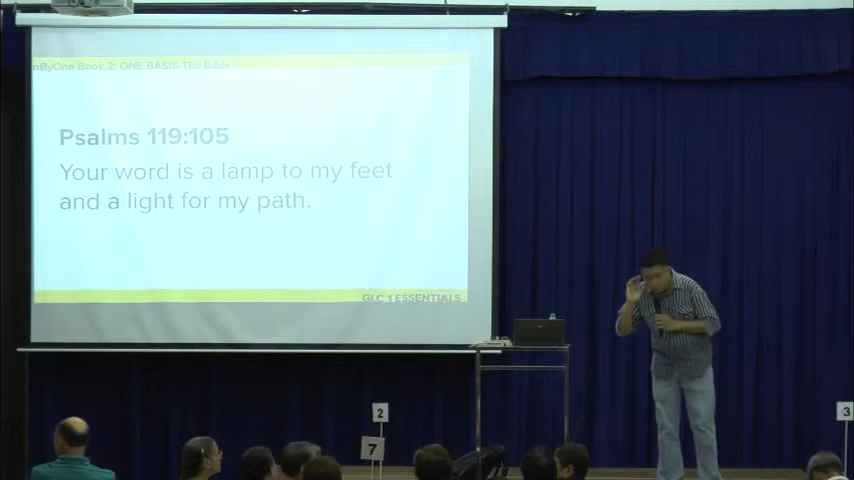 nByOne Book 2: ONE BASIS-The Bible
Psalms 119:105
Your word is a lamp to my feet
and a light for my path.
GLC 1 ESSENTIALS
2
7
3